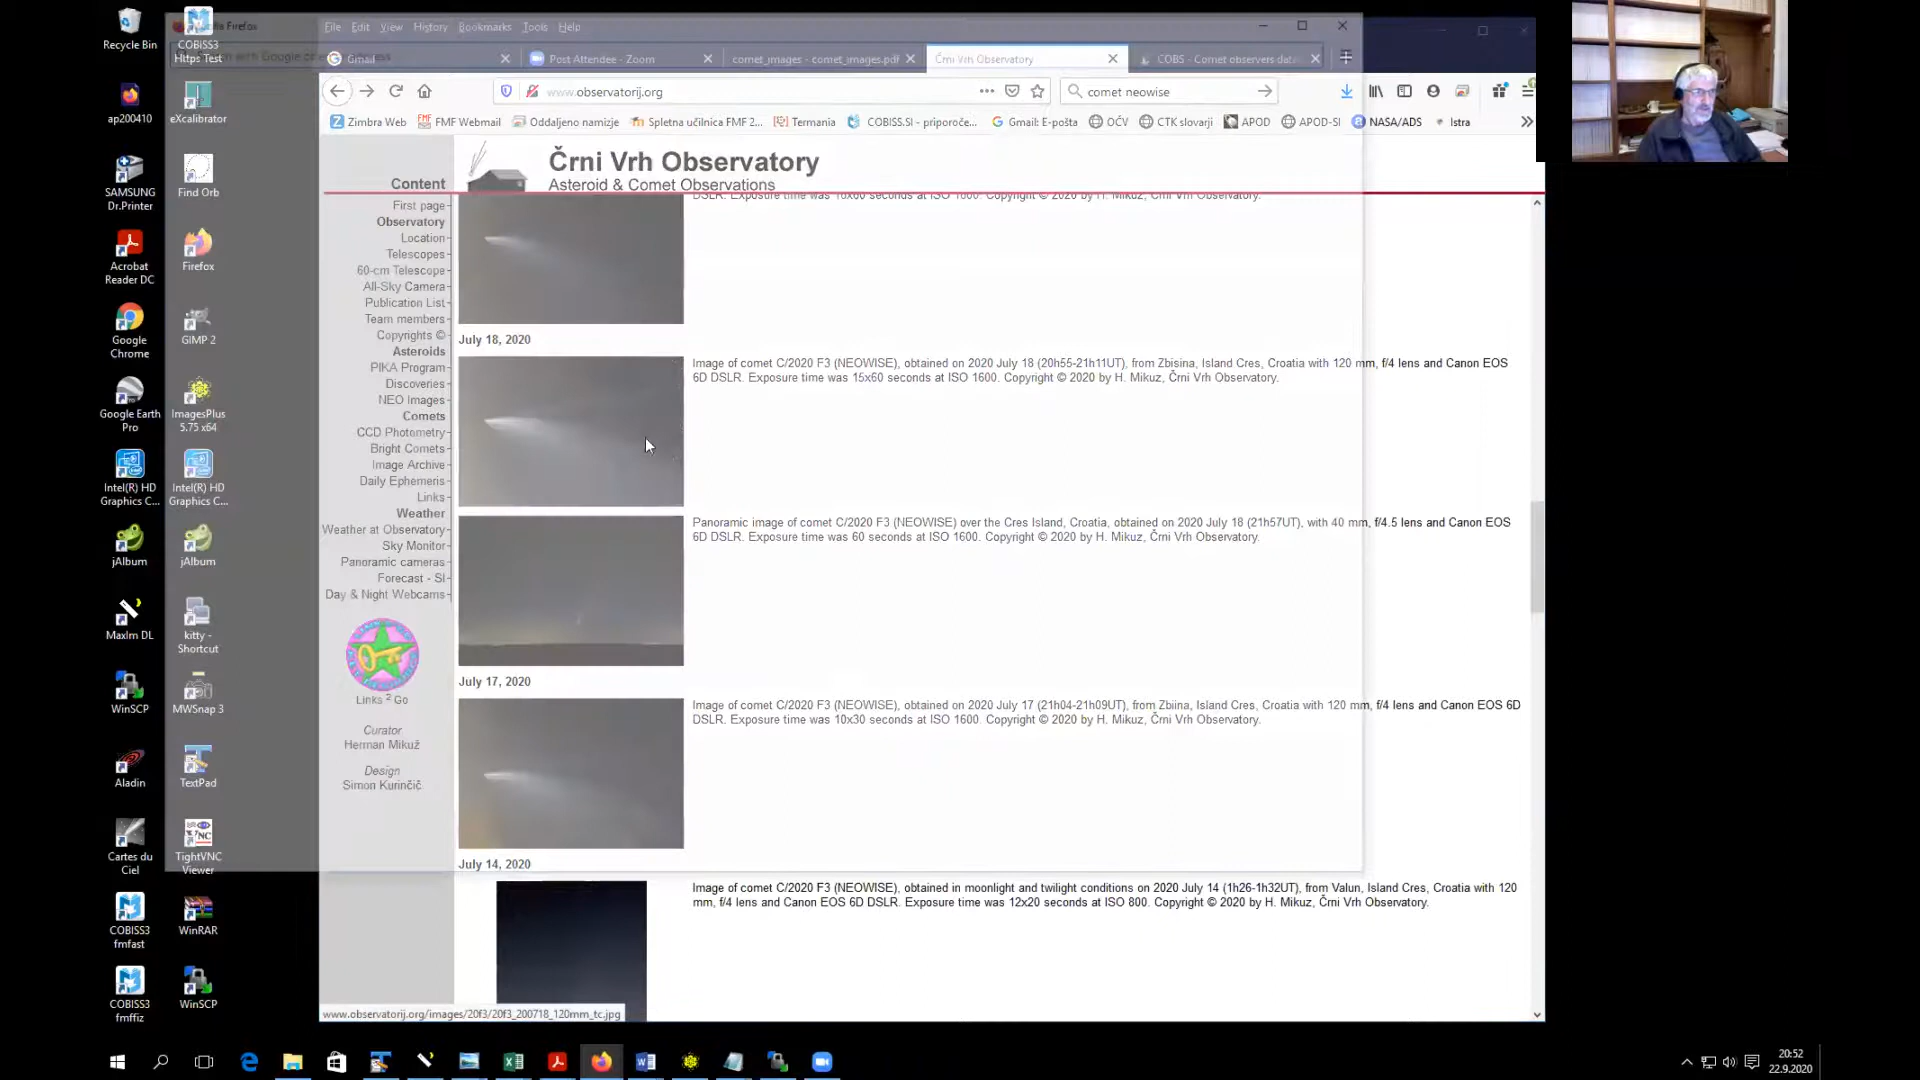 Recycle Bin
COBISS3
Https Test
ap200410
eXcalibrator
SAMSUNG
Dr.Printer
Find Orb
Acrobat
Reader DC
Firefox
Google
Chrome
GIMP 2
Google Earth
Pro
ImagesPlus
5.75 x64
Intel(R) HD
Graphics C...
Intel(R) HD
Graphics C...
jAlbum
jAlbum
MaxIm DL
kitty -
Shortcut
WinSCP
MWSnap 3
Aladin
TextPad
Cartes du
Ciel
TightVNC
Viewer
COBISS3
fmfast
WinRAR
COBISS3
fmffiz
WinSCP
Firefox
File Edit View History Bookmarks Tools Help
Gmail
Post Attendee - Zoom
comet_images - comet_images.pdf
Črni Vrh Observatory
COBS - Comet observers data
www.observatorij.org
comet neowise
Zimbra Web
FMF Webmail
Oddaljeno namizje
Spletna učilnica FMF 2...
Termania
COBISS.SI - priporoče...
Gmail: E-pošta
OĆV
CTK slovarji
APOD
APOD-SI
NASA/ADS
Istra
Črni Vrh Observatory
Asteroid & Comet Observations
Content
First page
Observatory
Location
Telescopes
60-cm Telescope
All-Sky Camera
Publication List
Team members
Copyrights ©
Asteroids
PIKA Program
Discoveries
NEO Images
Comets
CCD Photometry
Bright Comets
Image Archive
Daily Ephemeris
Links
Weather
Weather at Observatory
Sky Monitor
Panoramic cameras
Forecast - SI
Day & Night Webcams
Links 2 Go
Curator
Herman Mikuž
Design
Simon Kurinčič
DSLR. Exposure time was 16x60 seconds at ISO 1600. Copyright © 2020 by H. Mikuz, Črni Vrh Observatory.
July 18, 2020
Image of comet C/2020 F3 (NEOWISE), obtained on 2020 July 18 (20h55-21h11UT), from Zbisina, Island Cres, Croatia with 120 mm, f/4 lens and Canon EOS
6D DSLR. Exposure time was 15x60 seconds at ISO 1600. Copyright © 2020 by H. Mikuz, Črni Vrh Observatory.
Panoramic image of comet C/2020 F3 (NEOWISE) over the Cres Island, Croatia, obtained on 2020 July 18 (21h57UT), with 40 mm, f/4.5 lens and Canon EOS
6D DSLR. Exposure time was 60 seconds at ISO 1600. Copyright © 2020 by H. Mikuz, Črni Vrh Observatory.
July 17, 2020
Image of comet C/2020 F3 (NEOWISE), obtained on 2020 July 17 (21h04-21h09UT), from Zbiina, Island Cres, Croatia with 120 mm, f/4 lens and Canon EOS 6D
DSLR. Exposure time was 10x30 seconds at ISO 1600. Copyright © 2020 by H. Mikuz, Črni Vrh Observatory.
July 14, 2020
Image of comet C/2020 F3 (NEOWISE), obtained in moonlight and twilight conditions on 2020 July 14 (1h26-1h32UT), from Valun, Island Cres, Croatia with 120
mm, f/4 lens and Canon EOS 6D DSLR. Exposure time was 12x20 seconds at ISO 800. Copyright © 2020 by H. Mikuz, Črni Vrh Observatory.
www.observatorij.org/images/20f3/20f3_200718_120mm_tc.jpg
20:52
22.9.2020